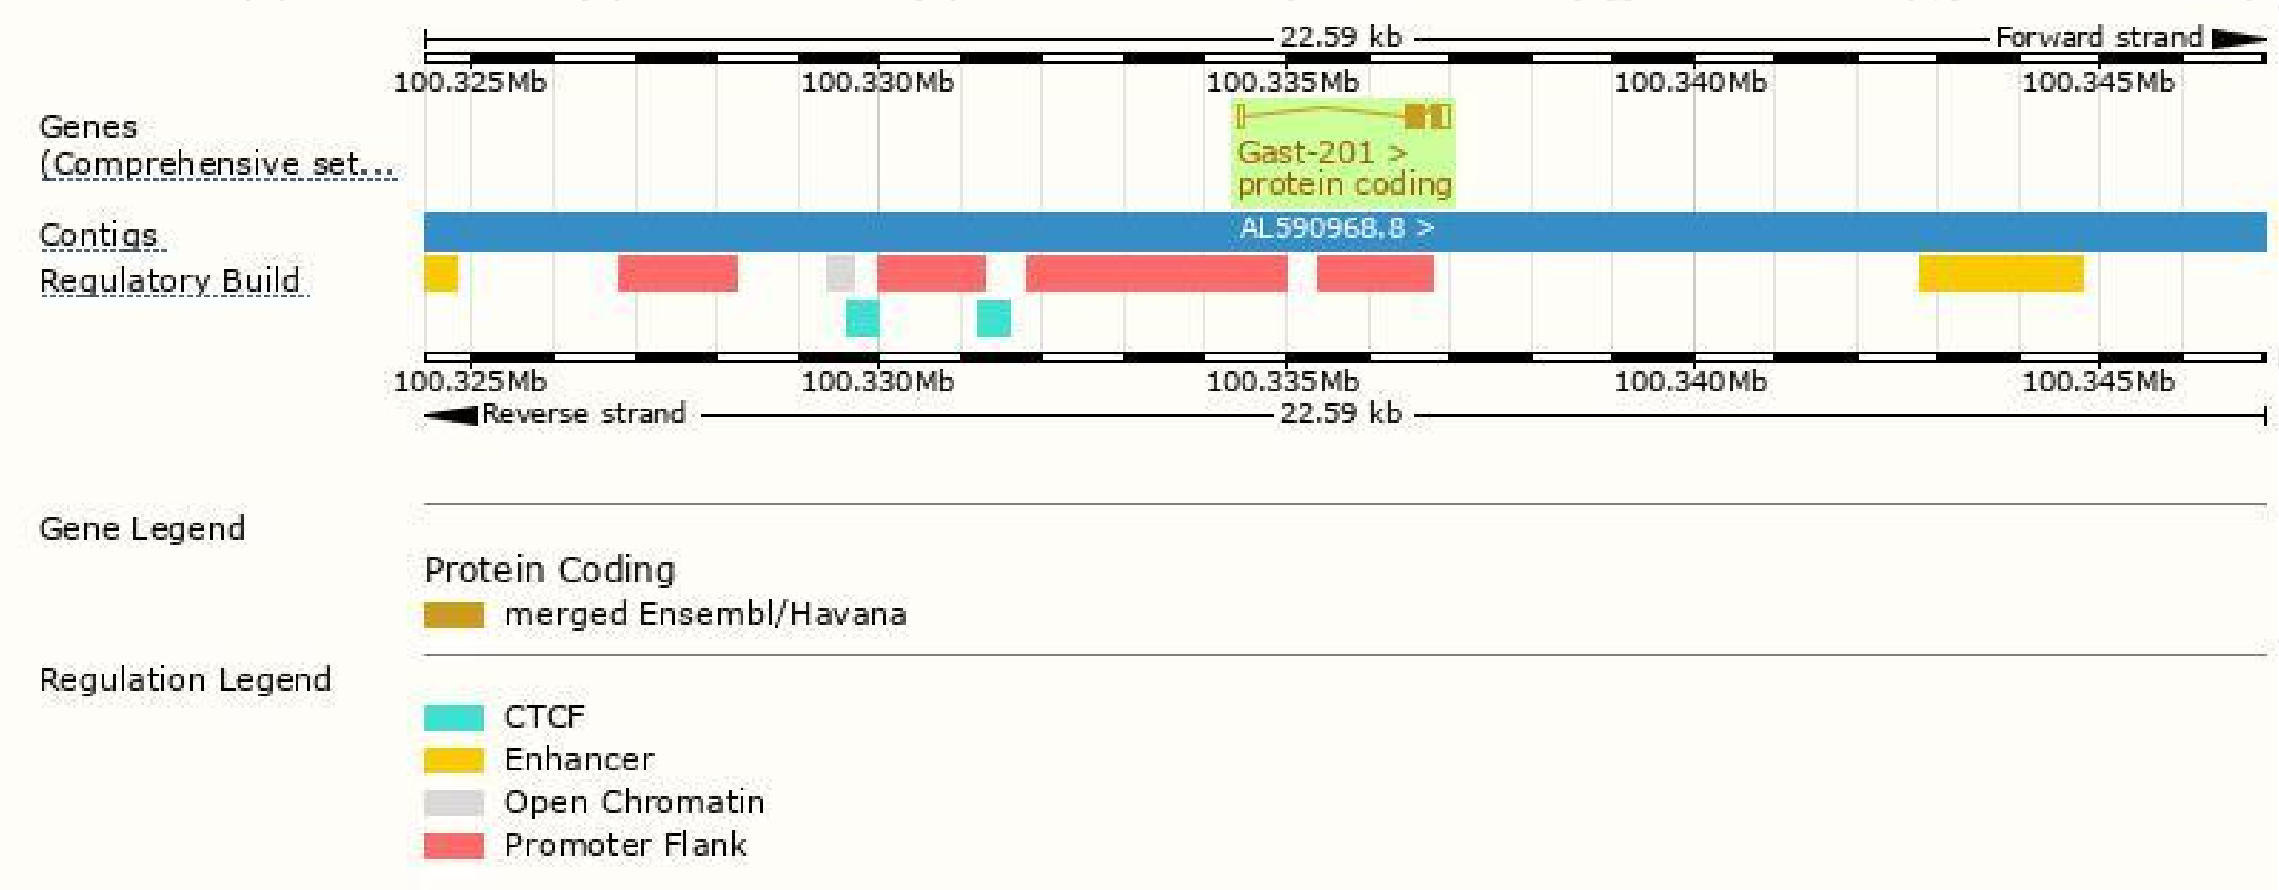 22.59 kb Forward strand
100.325Mb 100.330Mb 100.335Mb 100.340Mb 100.345Mb
Genes
(Comprehensive set...
Gast-201 >
protein coding
Contigs AL590968.8 >
Regulatory Build
100.325Mb 100.330Mb 100.335Mb 100.340Mb 100.345Mb
Reverse strand 22.59 kb
Gene Legend
Protein Coding
merged Ensembl/Havana
Regulation Legend
CTCF
Enhancer
Open Chromatin
Promoter Flank